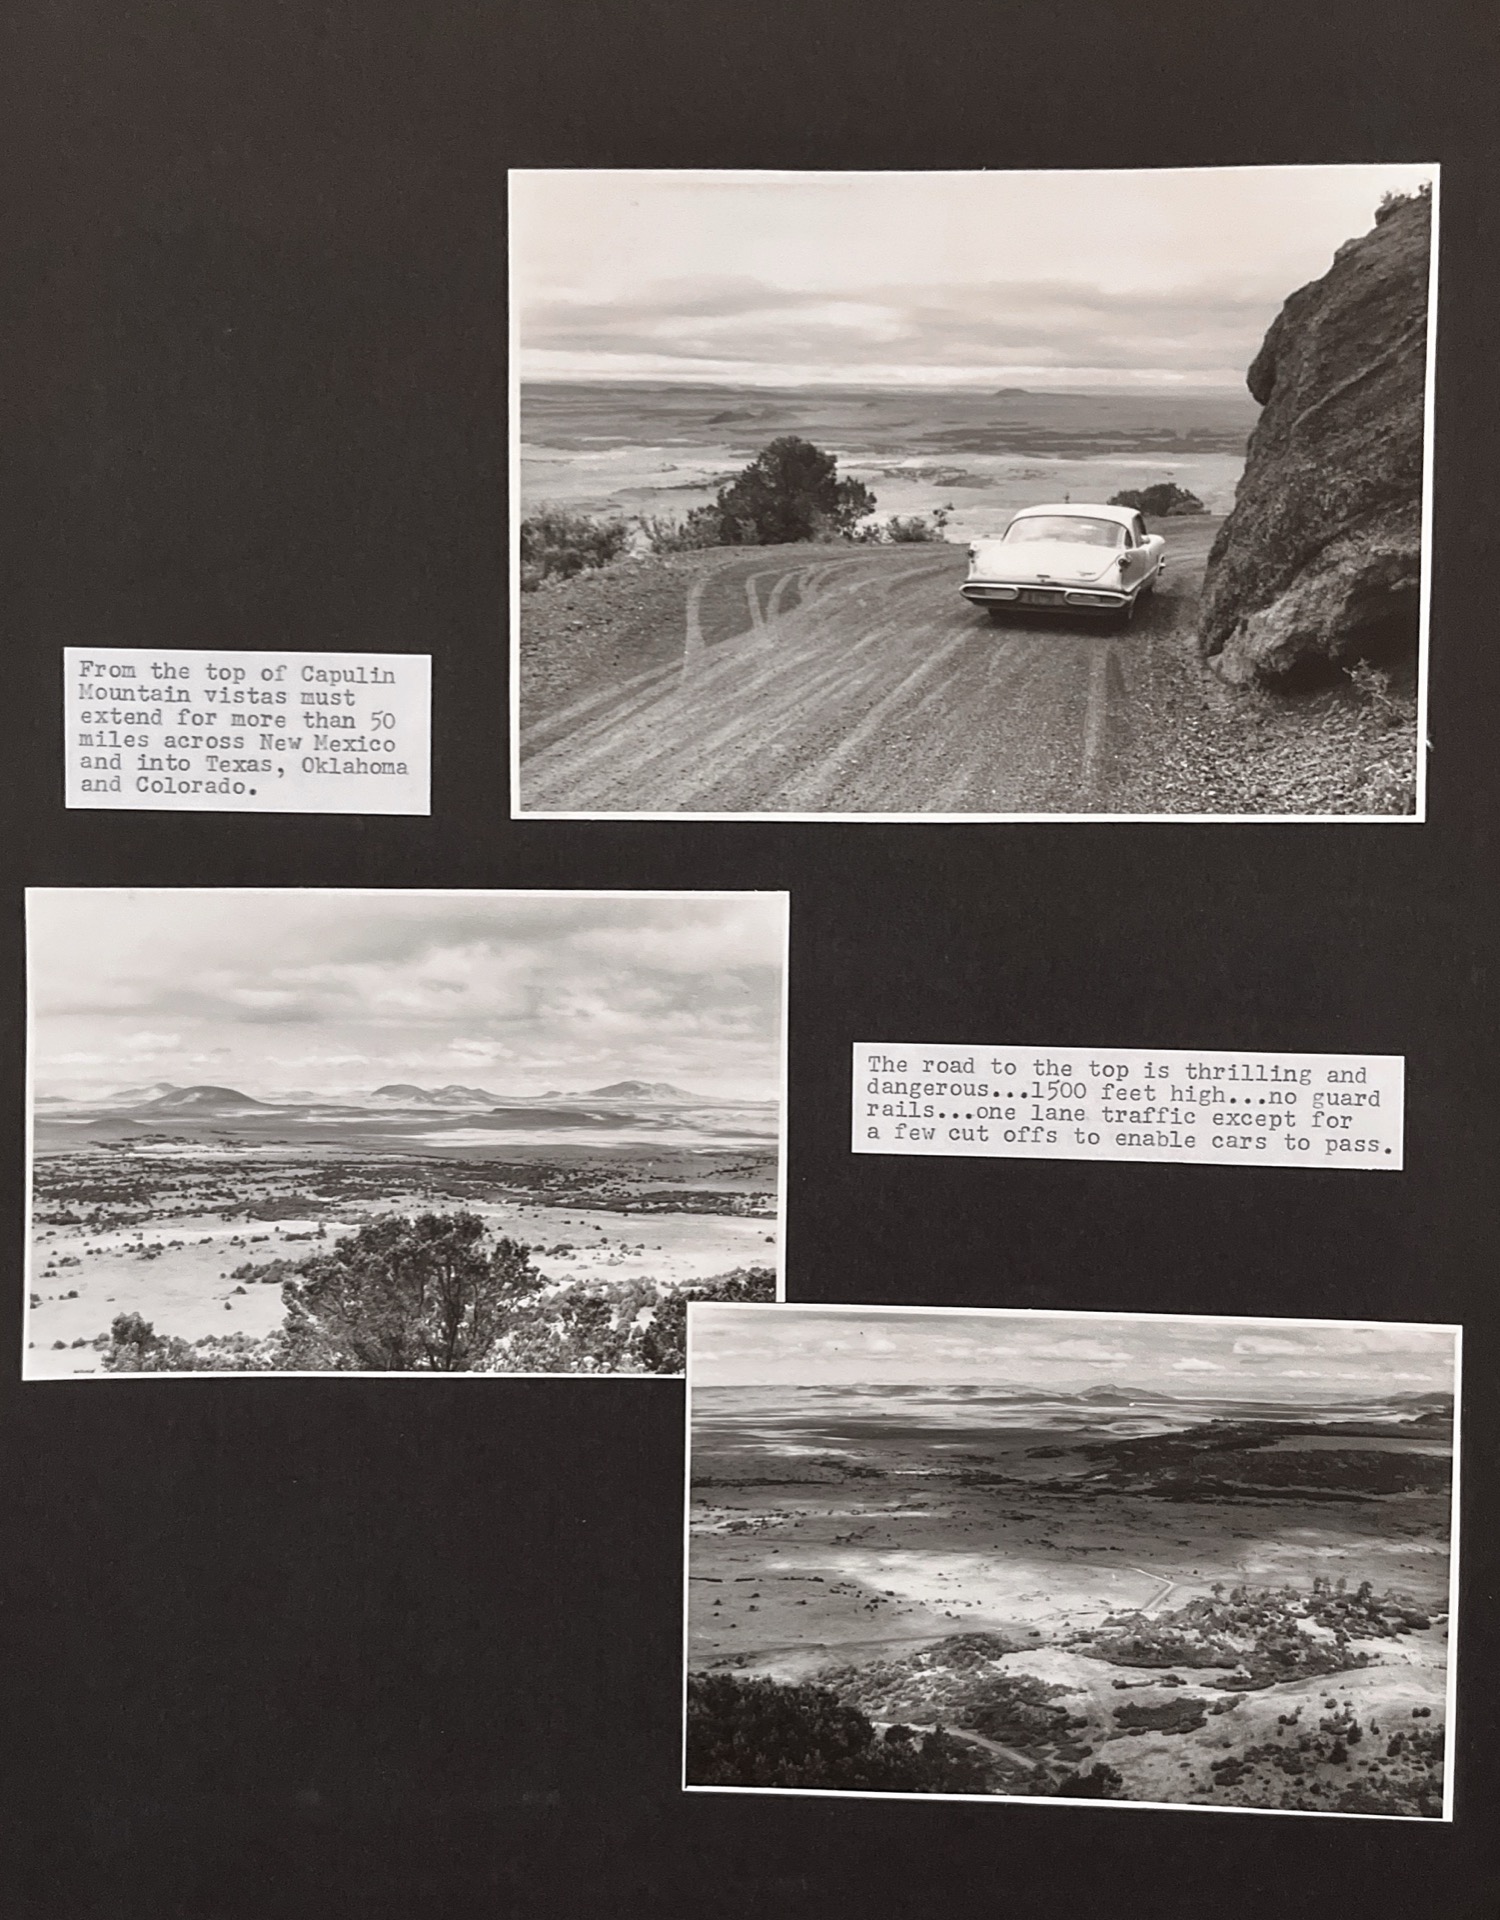 From the top of Capulin
Mountain vistas must
extend for more than 50
miles across New Mexico
and into Texas, Oklahoma
and Colorado.
The road to the top is thrilling and
dangerous...1500 feet high...no guard
rails...one lane traffic except for
a few cut offs to enable cars to pass.